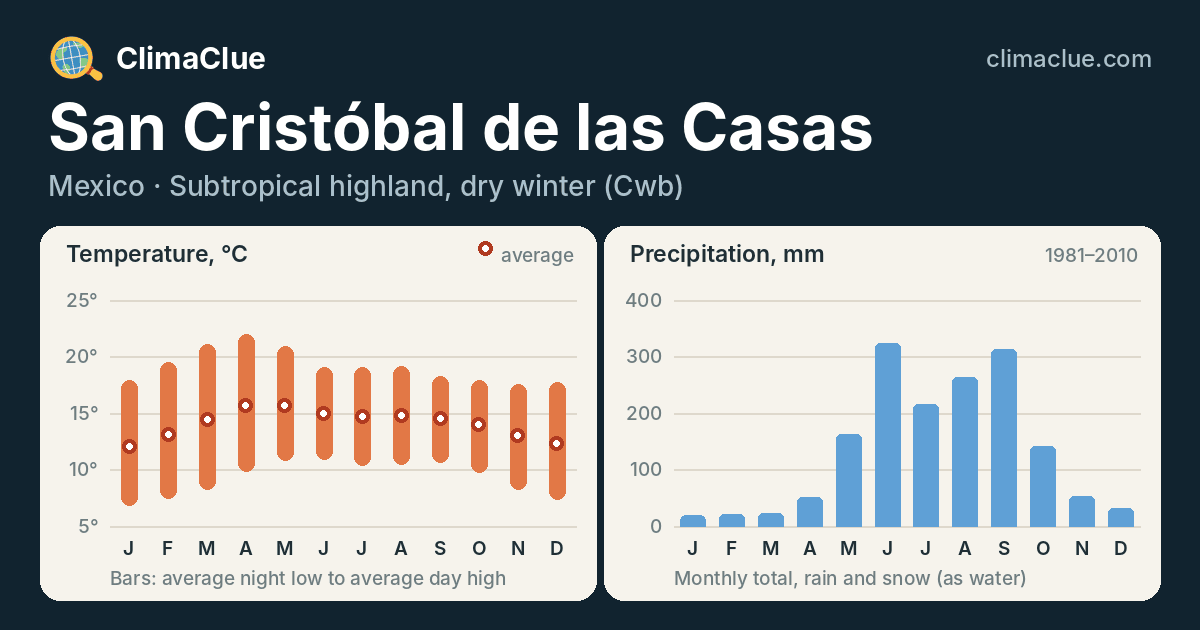 ClimaClue
climaclue.com
San Cristóbal de las Casas
Mexico · Subtropical highland, dry winter (Cwb)
Temperature, °C
average
25°
20°
15°
10°
5°
J F M A M J J A S O N D
Bars: average night low to average day high
Precipitation, mm
1981–2010
400
300
200
100
0
J F M A M J J A S O N D
Monthly total, rain and snow (as water)